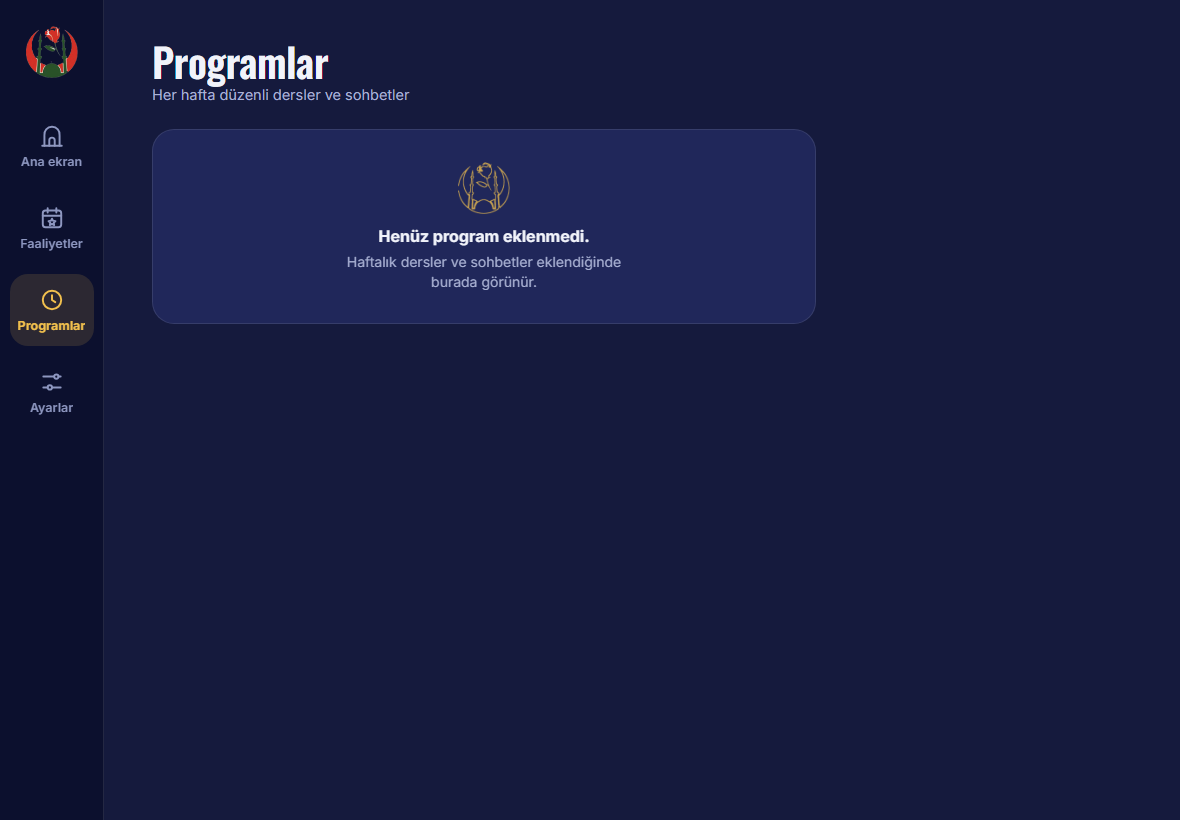 Programlar
Her hafta düzenli dersler ve sohbetler
Ana ekran
Faaliyetler
Programlar
Ayarlar
Henüz program eklenmedi.
Haftalık dersler ve sohbetler eklendiğinde
burada görünür.